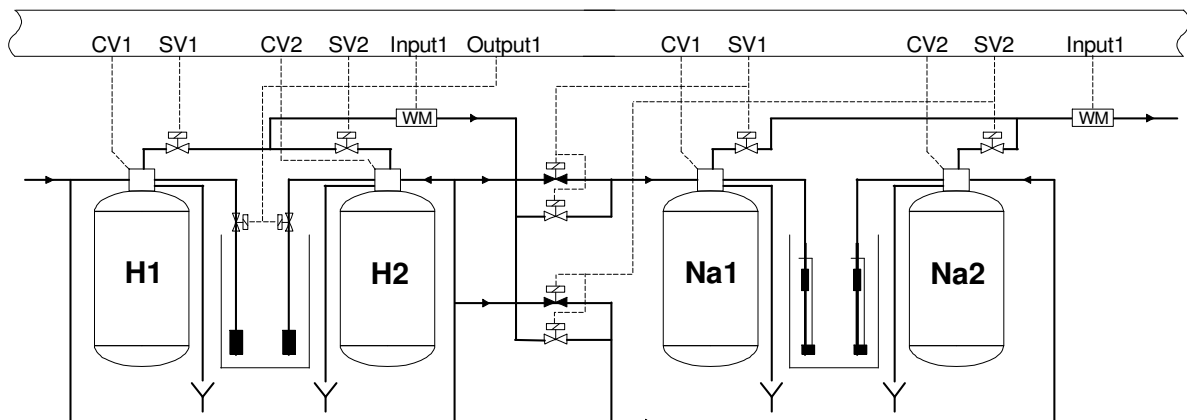 CV1 SV1 CV2 SV2 Input1 Output1 CV1 SV1 CV2 SV2 Input1
WM WM
H1 H2 Na1 Na2